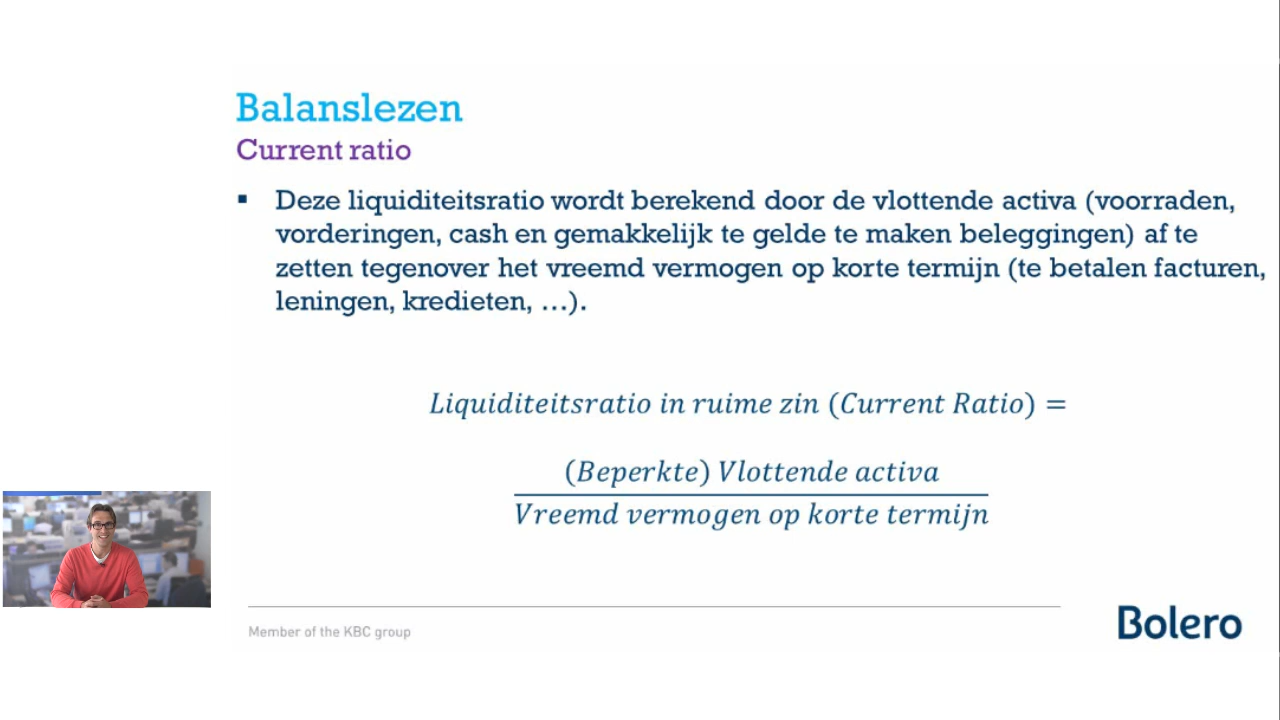 Balanslezen
Current ratio
▪ Deze liquiditeitsratio wordt berekend door de vlottende activa (voorraden,
vorderingen, cash en gemakkelijk te gelde te maken beleggingen) af te
zetten tegenover het vreemd vermogen op korte termijn (te betalen facturen,
leningen, kredieten, …).
Liquiditeitsratio in ruime zin (Current Ratio) =
(Beperkte) Vlottende activa
Vreemd vermogen op korte termijn
Member of the KBC group
Bolero